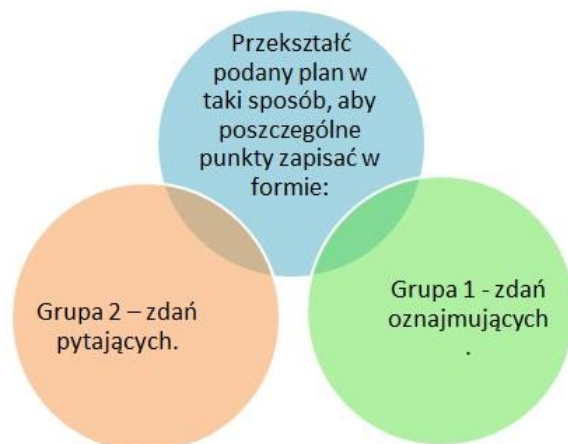 Przekształć
podany plan w
taki sposób, aby
poszczególne
punkty zapisać w
formie:
Grupa 2 – zdań
pytających.
Grupa 1 - zdań
oznajmujących
.